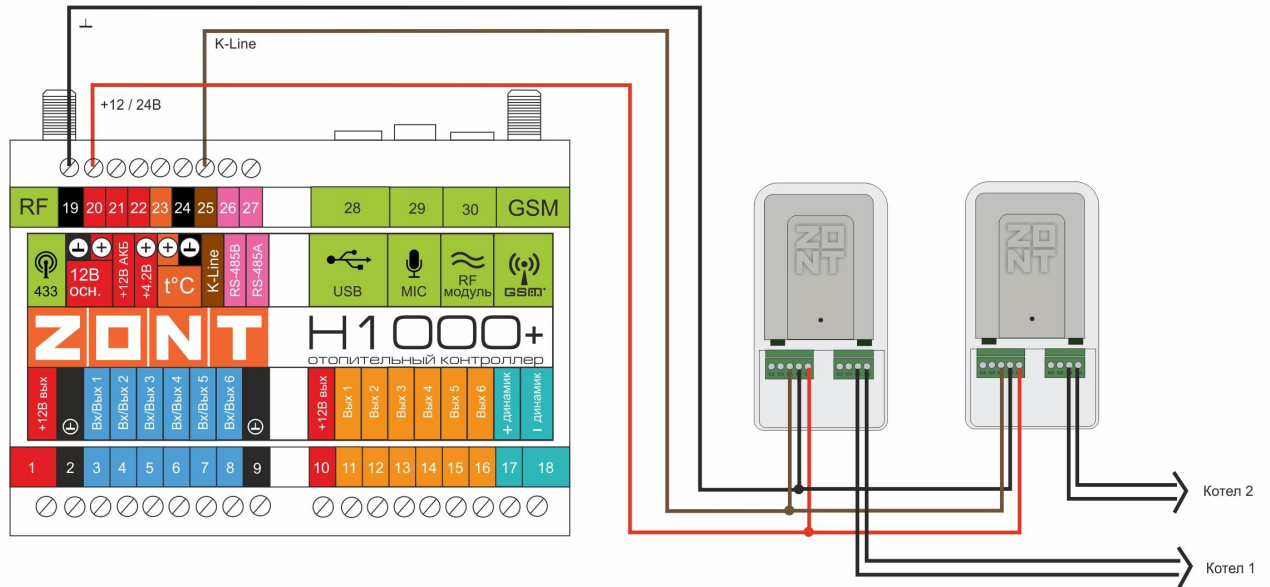 ⊥
K-Line
+12 / 24В
RF 19 20 21 22 23 24 25 26 27 28 29 30 GSM
433
12В
осн.
+12В АКБ
+4.2В
t°C
K-Line
RS-485B
RS-485A
USB
MIC
RF
модуль
GSM
ZONT
H1000+
отопительный контроллер
+12В вых
Вх/Вых 1
Вх/Вых 2
Вх/Вых 3
Вх/Вых 4
Вх/Вых 5
Вх/Вых 6
+12В вых
Вых 1
Вых 2
Вых 3
Вых 4
Вых 5
Вых 6
+ динамик
– динамик
1 2 3 4 5 6 7 8 9 10 11 12 13 14 15 16 17 18
ZO
NT
ZO
NT
Котел 2
Котел 1